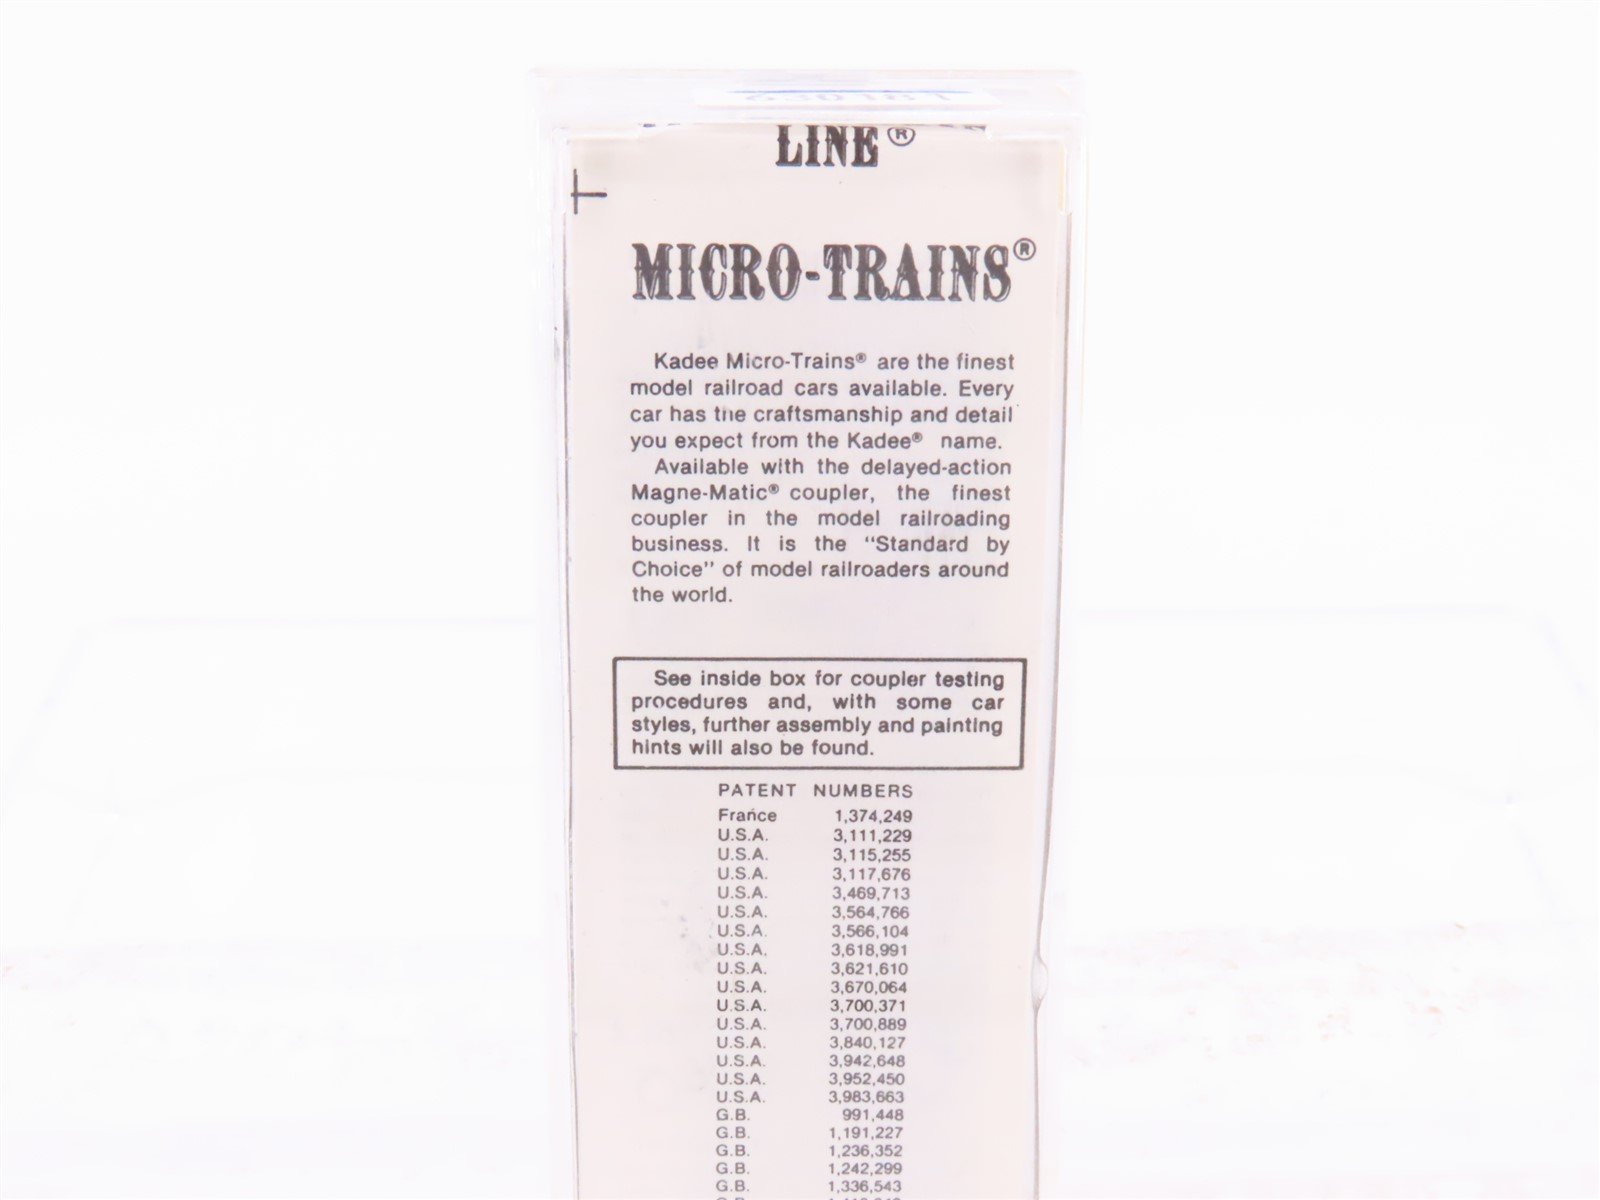 LINE®
MICRO-TRAINS®
Kadee Micro-Trains® are the finest
model railroad cars available. Every
car has the craftsmanship and detail
you expect from the Kadee® name.
Available with the delayed-action
Magne-Matic® coupler, the finest
coupler in the model railroading
business. It is the “Standard by
Choice” of model railroaders around
the world.
See inside box for coupler testing
procedures and, with some car
styles, further assembly and painting
hints will also be found.
PATENT NUMBERS
France 1,374,249
U.S.A. 3,111,229
U.S.A. 3,115,255
U.S.A. 3,117,676
U.S.A. 3,469,713
U.S.A. 3,564,766
U.S.A. 3,566,104
U.S.A. 3,618,991
U.S.A. 3,621,610
U.S.A. 3,670,064
U.S.A. 3,700,371
U.S.A. 3,700,889
U.S.A. 3,840,127
U.S.A. 3,942,648
U.S.A. 3,952,450
U.S.A. 3,983,663
G.B. 991,448
G.B. 1,191,227
G.B. 1,236,352
G.B. 1,242,299
G.B. 1,336,543